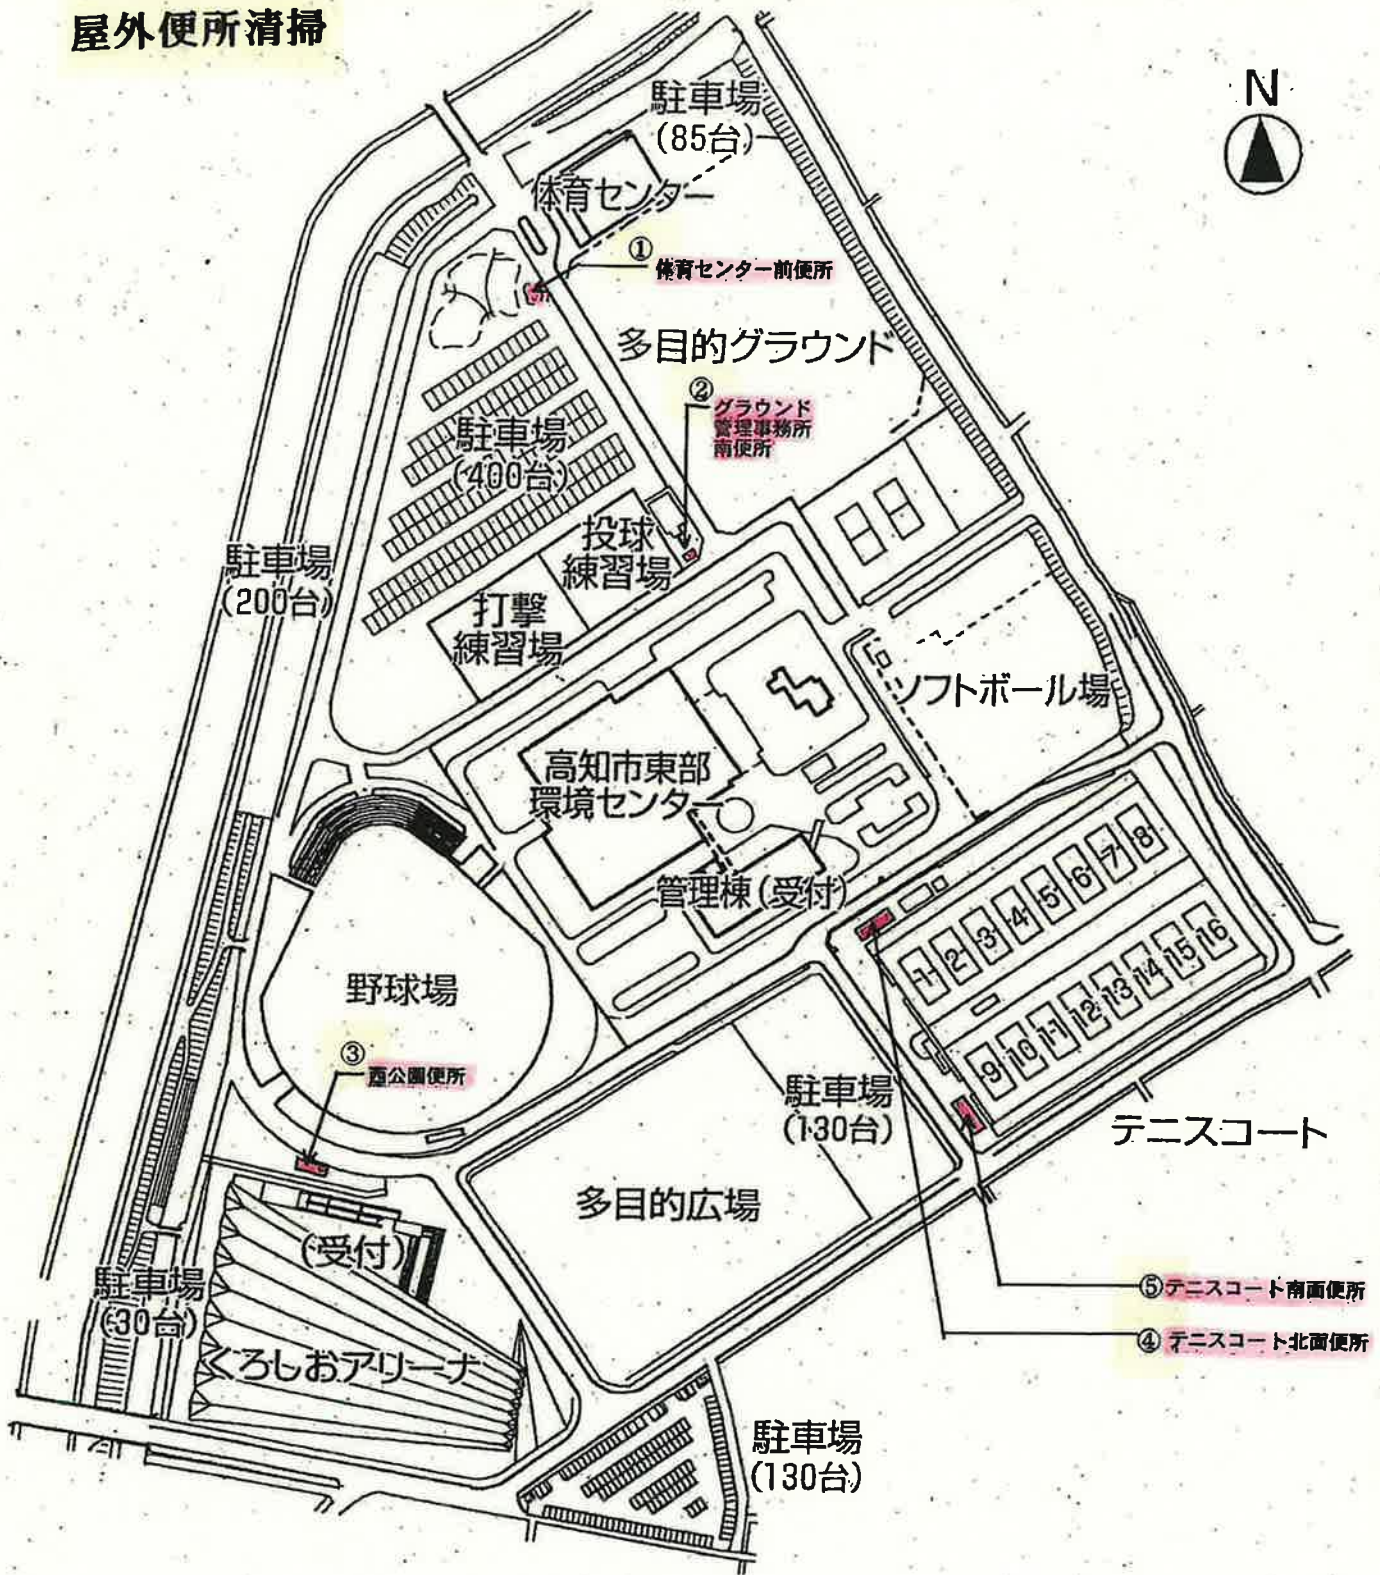 屋外便所清掃
N
駐車場
(85台)
体育センター
①
体育センター前便所
多目的グラウンド
②
グラウンド
管理事務所
南便所
駐車場
(400台)
投球
練習場
打撃
練習場
駐車場
(200台)
ソフトボール場
高知市東部
環境センター
管理棟(受付)
1
2
3
4
5
6
7
8
9
10
11
12
13
14
15
16
野球場
③
西公園便所
駐車場
(130台)
テニスコート
多目的広場
(受付)
駐車場
(30台)
くろしおアリーナ
⑤テニスコート南面便所
④テニスコート北面便所
駐車場
(130台)